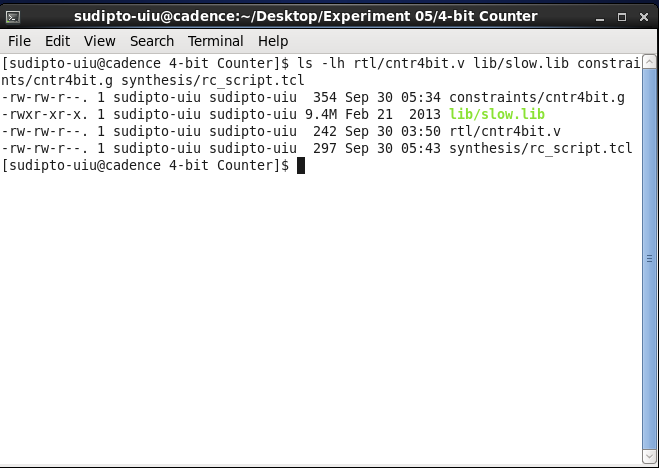 sudipto-uiu@cadence:~/Desktop/Experiment 05/4-bit Counter
File Edit View Search Terminal Help
[sudipto-uiu@cadence 4-bit Counter]$ ls -lh rtl/cntr4bit.v lib/slow.lib constrai
nts/cntr4bit.g synthesis/rc_script.tcl
-rw-rw-r--. 1 sudipto-uiu sudipto-uiu  354 Sep 30 05:34 constraints/cntr4bit.g
-rwxr-xr-x. 1 sudipto-uiu sudipto-uiu 9.4M Feb 21  2013 lib/slow.lib
-rw-rw-r--. 1 sudipto-uiu sudipto-uiu  242 Sep 30 03:50 rtl/cntr4bit.v
-rw-rw-r--. 1 sudipto-uiu sudipto-uiu  297 Sep 30 05:43 synthesis/rc_script.tcl
[sudipto-uiu@cadence 4-bit Counter]$